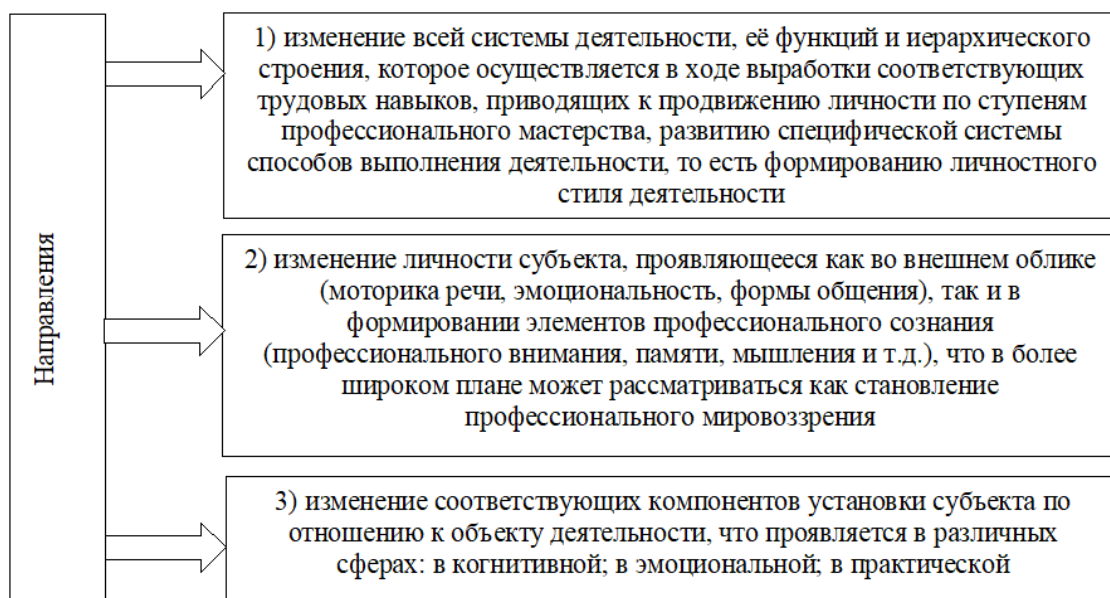 Направления
1) изменение всей системы деятельности, её функций и иерархического
строения, которое осуществляется в ходе выработки соответствующих
трудовых навыков, приводящих к продвижению личности по ступеням
профессионального мастерства, развитию специфической системы
способов выполнения деятельности, то есть формированию личностного
стиля деятельности
2) изменение личности субъекта, проявляющееся как во внешнем облике
(моторика речи, эмоциональность, формы общения), так и в
формировании элементов профессионального сознания
(профессионального внимания, памяти, мышления и т.д.), что в более
широком плане может рассматриваться как становление
профессионального мировоззрения
3) изменение соответствующих компонентов установки субъекта по
отношению к объекту деятельности, что проявляется в различных
сферах: в когнитивной; в эмоциональной; в практической